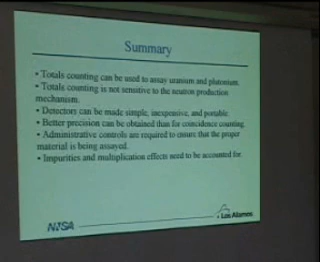 Summary
• Totals counting can be used to assay uranium and plutonium.
• Totals counting is not sensitive to the neutron production
mechanism.
• Detectors can be made simple, inexpensive, and portable.
• Better precision can be obtained than for coincidence counting.
• Administrative controls are required to ensure that the proper
material is being assayed.
• Impurities and multiplication effects need to be accounted for
NNSA
Los Alamos